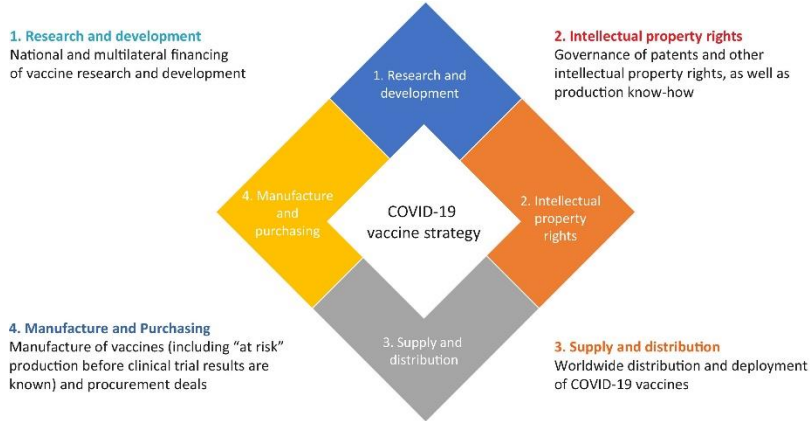 1. Research and development
National and multilateral financing
of vaccine research and development
2. Intellectual property rights
Governance of patents and other
intellectual property rights, as well as
production know-how
1. Research and
development
4. Manufacture
and
purchasing
COVID-19
vaccine strategy
2. Intellectual
property
rights
3. Supply and
distribution
4. Manufacture and Purchasing
Manufacture of vaccines (including “at risk”
production before clinical trial results are
known) and procurement deals
3. Supply and distribution
Worldwide distribution and deployment
of COVID-19 vaccines